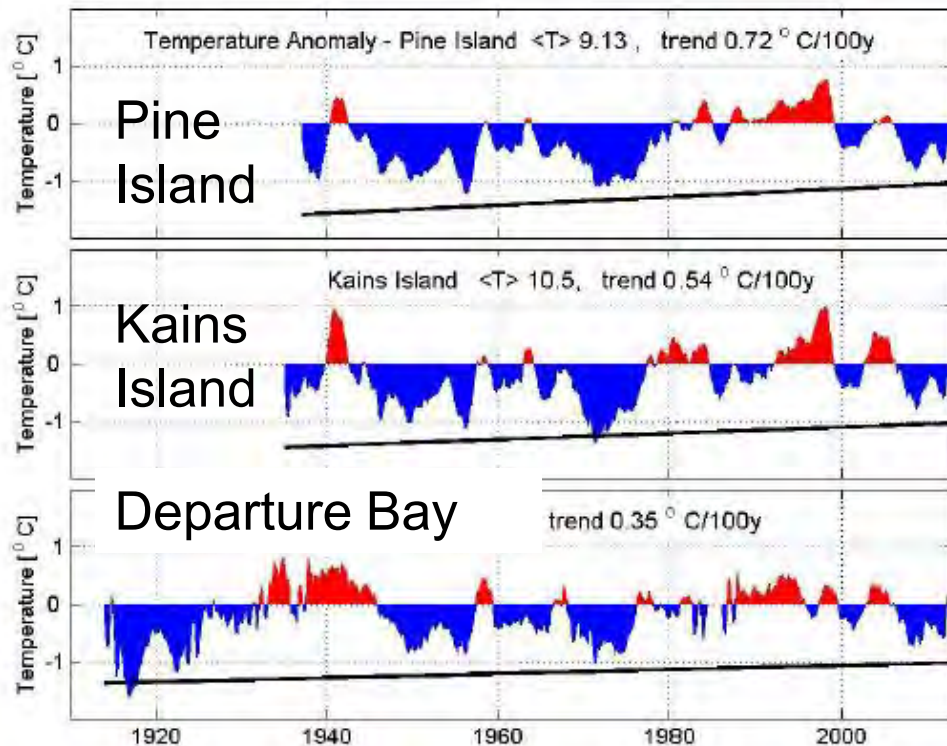 Temperature Anomaly - Pine Island <T> 9.13 , trend 0.72 ° C/100y
Temperature [° C]
1
0
-1
Pine
Island
Kains Island <T> 10.5, trend 0.54 ° C/100y
Temperature [° C]
1
0
-1
Kains
Island
Departure Bay
trend 0.35 ° C/100y
Temperature [° C]
1
0
-1
1920 1940 1960 1980 2000